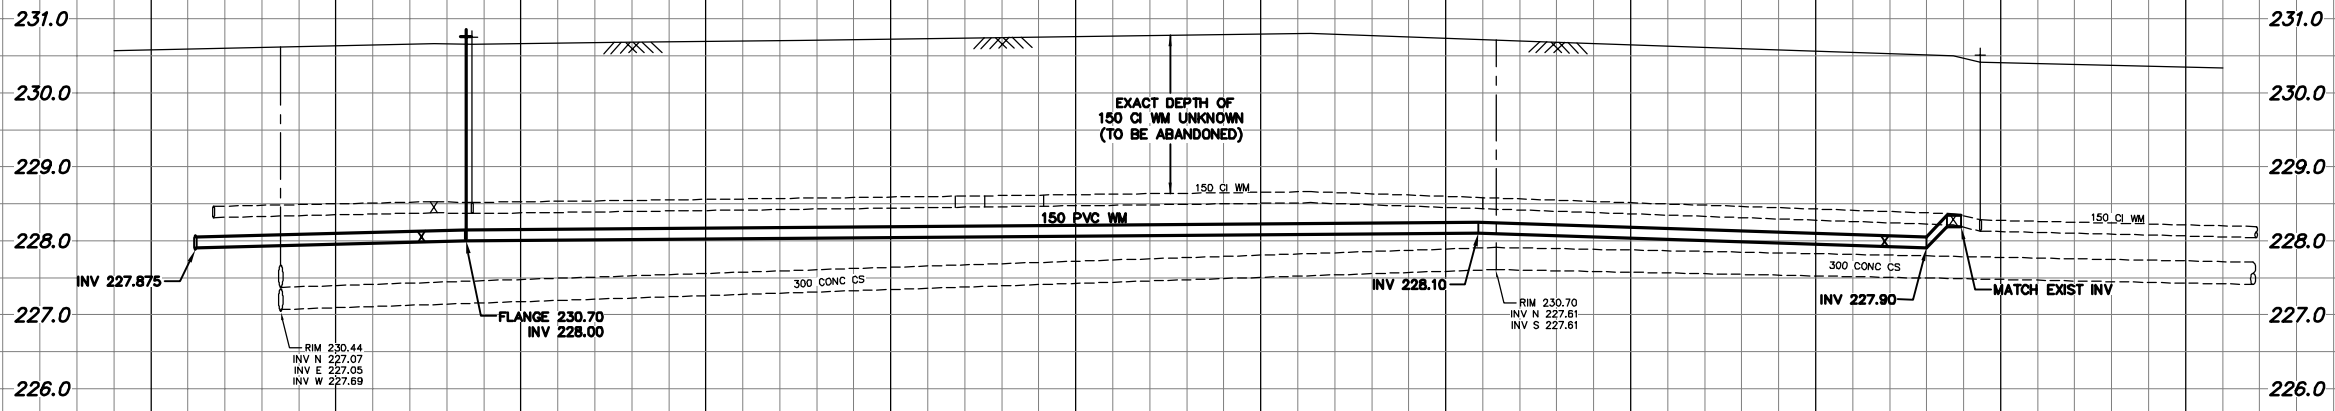 231.0
231.0
230.0
230.0
EXACT DEPTH OF
150 CI WM UNKNOWN
(TO BE ABANDONED)
229.0
229.0
150 CI WM
150 PVC WM
150 CI WM
228.0
228.0
INV 227.875
300 CONC CS
300 CONC CS
INV 228.10
INV 227.90
MATCH EXIST INV
227.0
227.0
FLANGE 230.70
INV 228.00
RIM 230.70
INV N 227.61
INV S 227.61
RIM 230.44
INV N 227.07
INV E 227.05
INV W 227.69
226.0
226.0